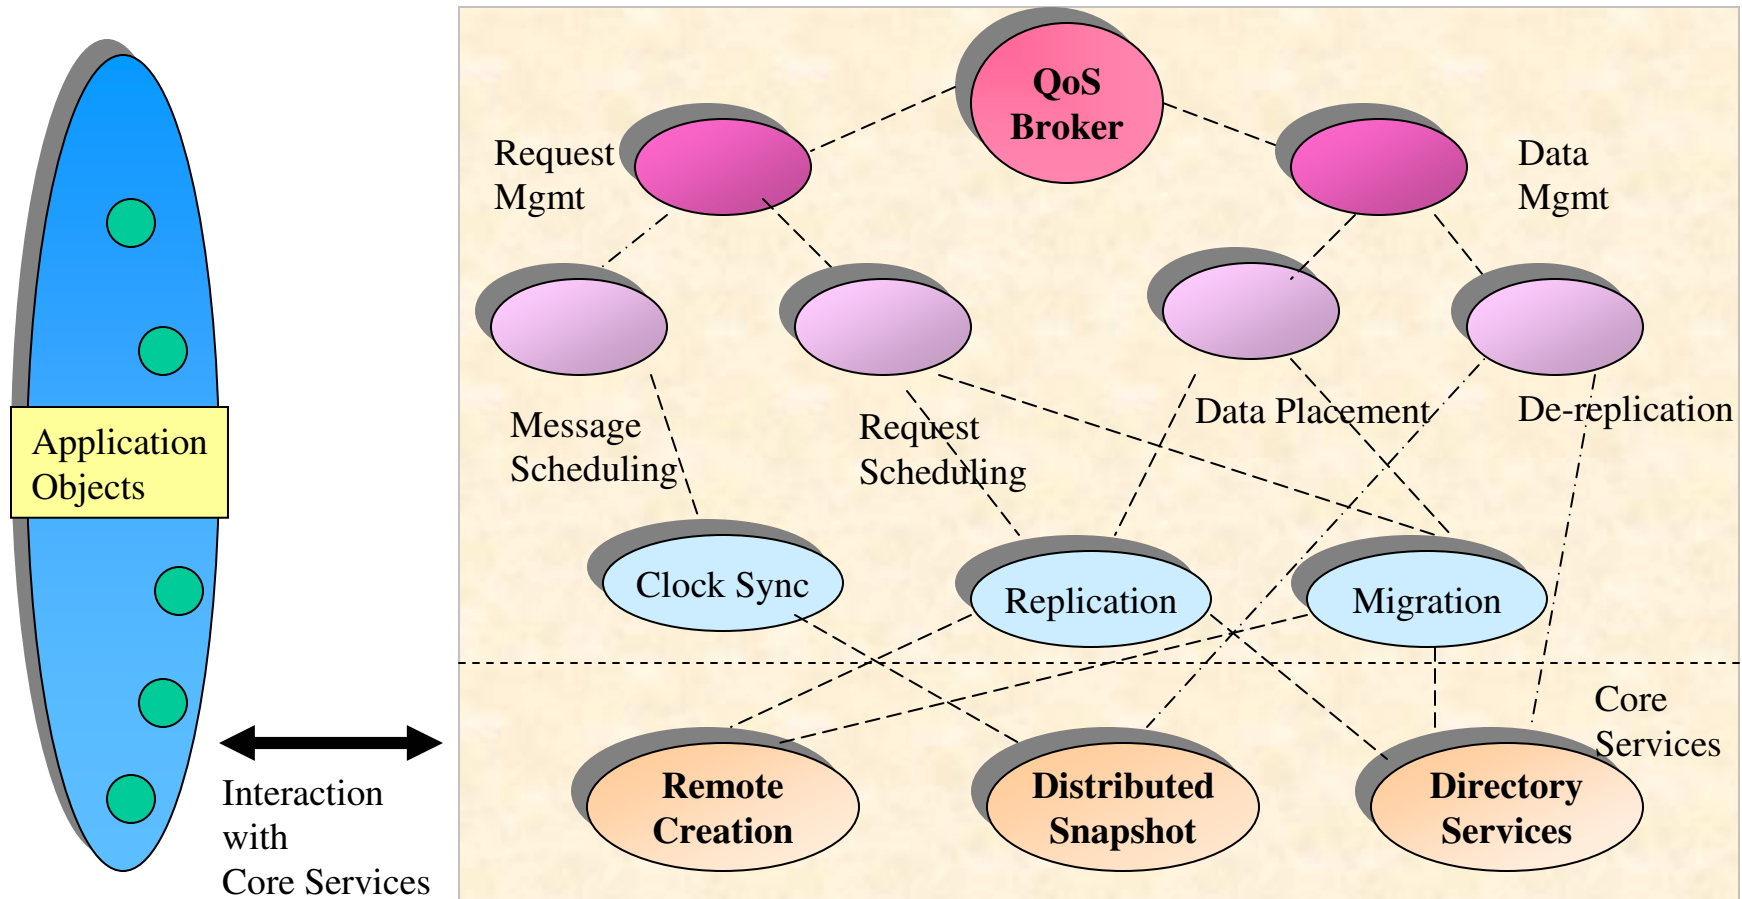 QoS
Broker
Request
Mgmt
Data
Mgmt
Message
Scheduling
Request
Scheduling
Data Placement
De-replication
Application
Objects
Clock Sync
Replication
Migration
Core
Services
Remote
Creation
Distributed
Snapshot
Directory
Services
Interaction
with
Core Services